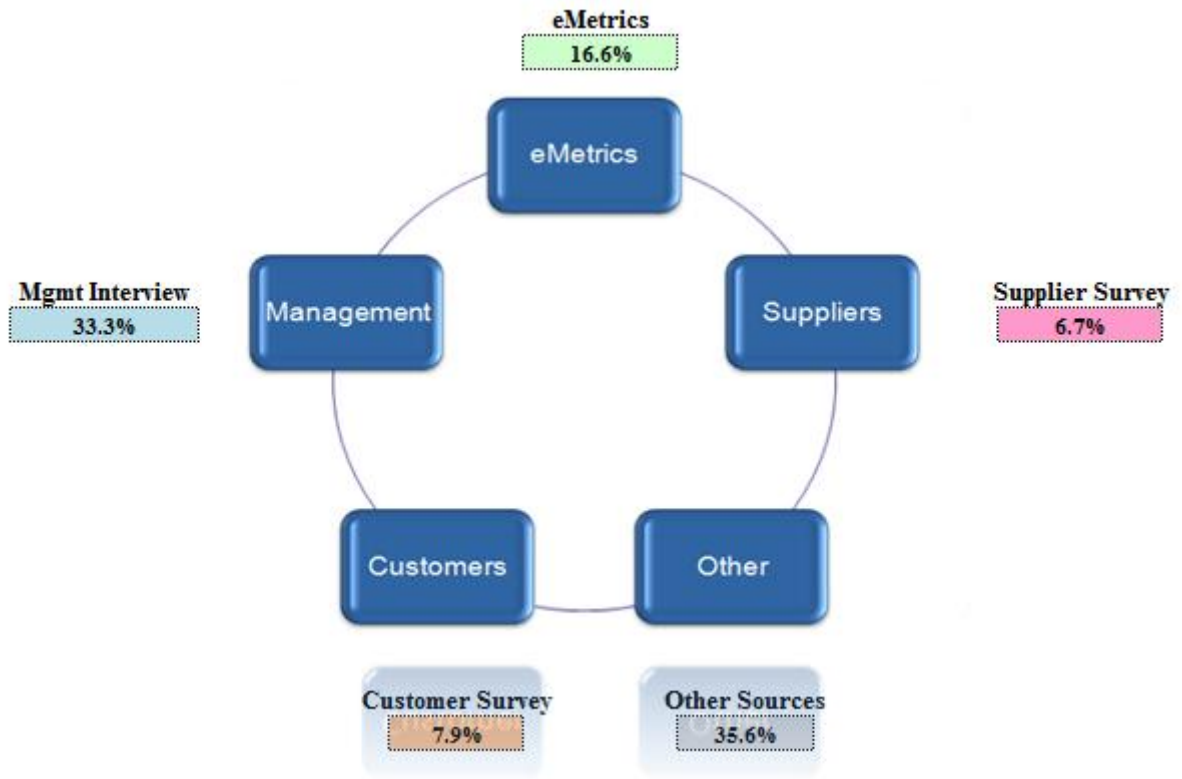 eMetrics
16.6%
eMetrics
Mgmt Interview
33.3%
Management
Suppliers
Supplier Survey
6.7%
Customers
Other
Customer Survey
7.9%
Other Sources
35.6%